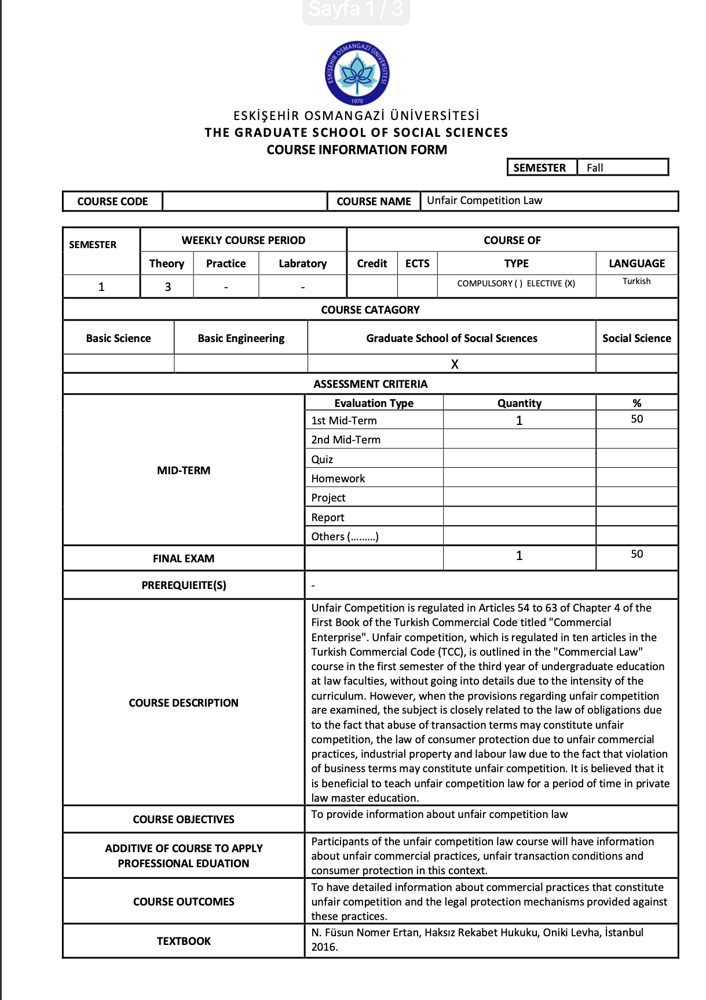 Sayfa 1 / 3
ESKİŞEHİR OSMANGAZİ ÜNİVERSİTESİ
1970
ESKİŞEHİR OSMANGAZİ ÜNİVERSİTESİ
THE GRADUATE SCHOOL OF SOCIAL SCIENCES
COURSE INFORMATION FORM
SEMESTER Fall
COURSE CODE COURSE NAME Unfair Competition Law
SEMESTER WEEKLY COURSE PERIOD COURSE OF
Theory Practice Labratory Credit ECTS TYPE LANGUAGE
1 3 - - COMPULSORY ( ) ELECTIVE (X) Turkish
COURSE CATAGORY
Basic Science Basic Engineering Graduate School of Social Sciences Social Science
X
ASSESSMENT CRITERIA
MID-TERM
Evaluation Type Quantity %
1st Mid-Term 1 50
2nd Mid-Term
Quiz
Homework
Project
Report
Others (.........)
FINAL EXAM 1 50
PREREQUIEITE(S) -
COURSE DESCRIPTION
Unfair Competition is regulated in Articles 54 to 63 of Chapter 4 of the
First Book of the Turkish Commercial Code titled "Commercial
Enterprise". Unfair competition, which is regulated in ten articles in the
Turkish Commercial Code (TCC), is outlined in the "Commercial Law"
course in the first semester of the third year of undergraduate education
at law faculties, without going into details due to the intensity of the
curriculum. However, when the provisions regarding unfair competition
are examined, the subject is closely related to the law of obligations due
to the fact that abuse of transaction terms may constitute unfair
competition, the law of consumer protection due to unfair commercial
practices, industrial property and labour law due to the fact that violation
of business terms may constitute unfair competition. It is believed that it
is beneficial to teach unfair competition law for a period of time in private
law master education.
COURSE OBJECTIVES
To provide information about unfair competition law
ADDITIVE OF COURSE TO APPLY
PROFESSIONAL EDUATION
Participants of the unfair competition law course will have information
about unfair commercial practices, unfair transaction conditions and
consumer protection in this context.
COURSE OUTCOMES
To have detailed information about commercial practices that constitute
unfair competition and the legal protection mechanisms provided against
these practices.
TEXTBOOK
N. Füsun Nomer Ertan, Haksız Rekabet Hukuku, Oniki Levha, İstanbul
2016.